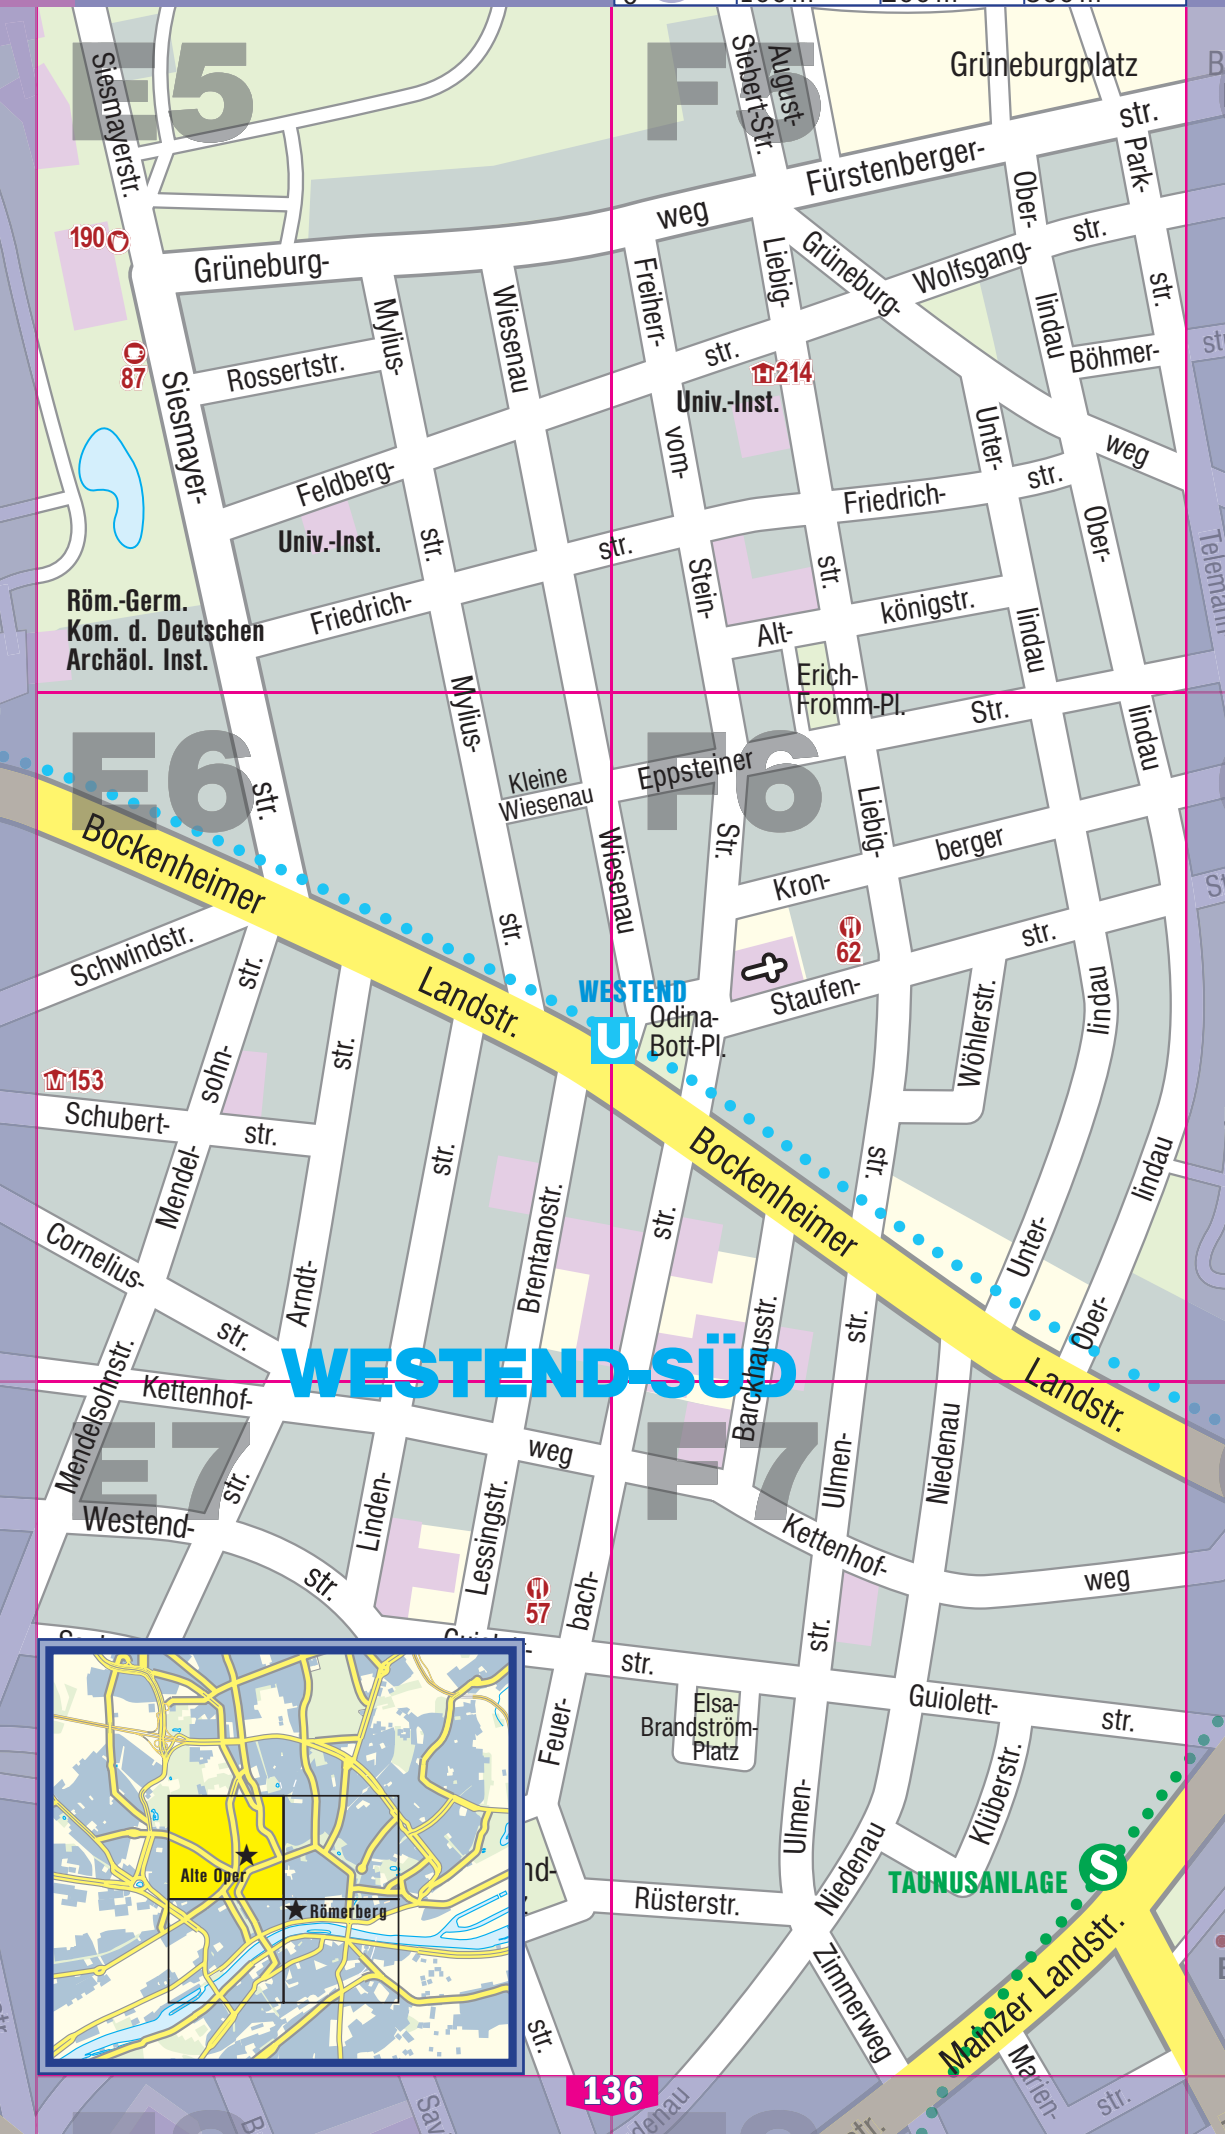 E5
F5
Siesmayerstr.
Siebert-Str.
August-
Grüneburgplatz
str.
Park-
Fürstenberger-
weg
Ober-
str.
190
Grüneburg-
Liebig-
Grüneburg-
Wolfsgang-
Freiherr-
Wiesenau
Mylius-
lindau
str.
Böhmer-
str.
Rossertstr.
87
214
Univ.-Inst.
Siesmayer-
vom-
Unter-
weg
Feldberg-
str.
Friedrich-
Univ.-Inst.
str.
str.
Ober-
Stein-
str.
Röm.-Germ.
Kom. d. Deutschen
Archäol. Inst.
Friedrich-
Alt-
königstr.
lindau
Erich-
Fromm-Pl.
Str.
Mylius-
lindau
E6
F6
Eppsteiner
Kleine
Wiesenau
str.
Bockenheimer
Str.
Liebig-
berger
Wiesenau
Kron-
Schwindstr.
str.
str.
62
str.
Landstr.
WESTEND
U
Odina-
Bott-Pl.
Staufen-
lindau
Wöhlerstr.
str.
sohn-
M153
Schubert-
str.
Mendel-
str.
Bockenheimer
str.
lindau
Cornelius-
str.
Brentanostr.
str.
Arndt-
Unter-
Ober-
Barckhausstr.
str.
WESTEND-SÜD
Landstr.
Mendelsohnstr.
Kettenhof-
E7
F7
weg
Niedenau
Ulmen-
str.
Westend-
Linden-
Lessingstr.
Kettenhof-
weg
str.
57
bach-
str.
str.
Guiolett-
str.
Elsa-
Brandström-
Platz
Feuer-
Klüberstr.
Ulmen-
Niedenau
TAUNUSANLAGE
S
Alte Oper
Römerberg
nd-
Rüsterstr.
Zimmerweg
Mainzer Landstr.
str.
Marien-
str.
136
denau